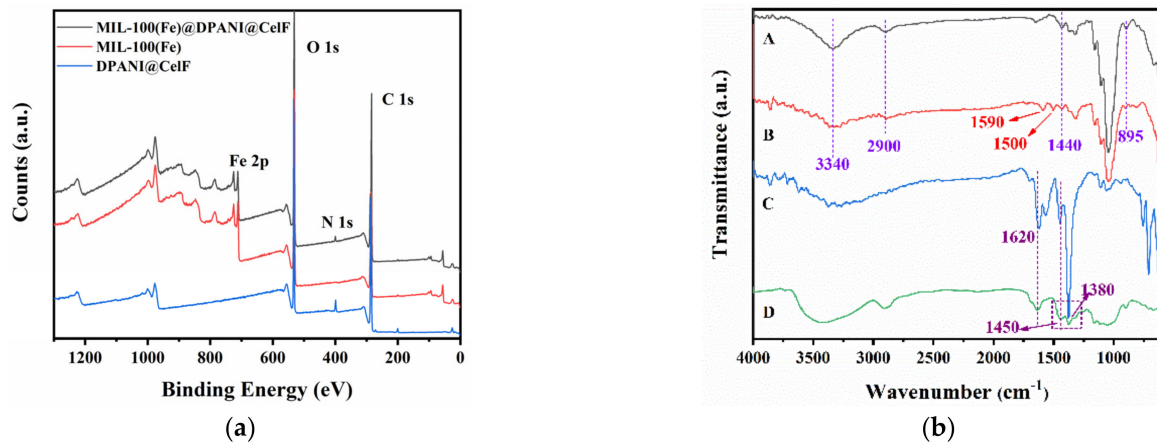 MIL-100(Fe)@DPANI@CelF
MIL-100(Fe)
DPANI@CelF
O 1s
C 1s
Fe 2p
N 1s
Counts (a.u.)
1200 1000 800 600 400 200 0
Binding Energy (eV)
(a)
A
B
C
D
3340
2900
1590
1500
1440
895
1620
1450
1380
Transmittance (a.u.)
4000 3500 3000 2500 2000 1500 1000
Wavenumber (cm⁻¹)
(b)